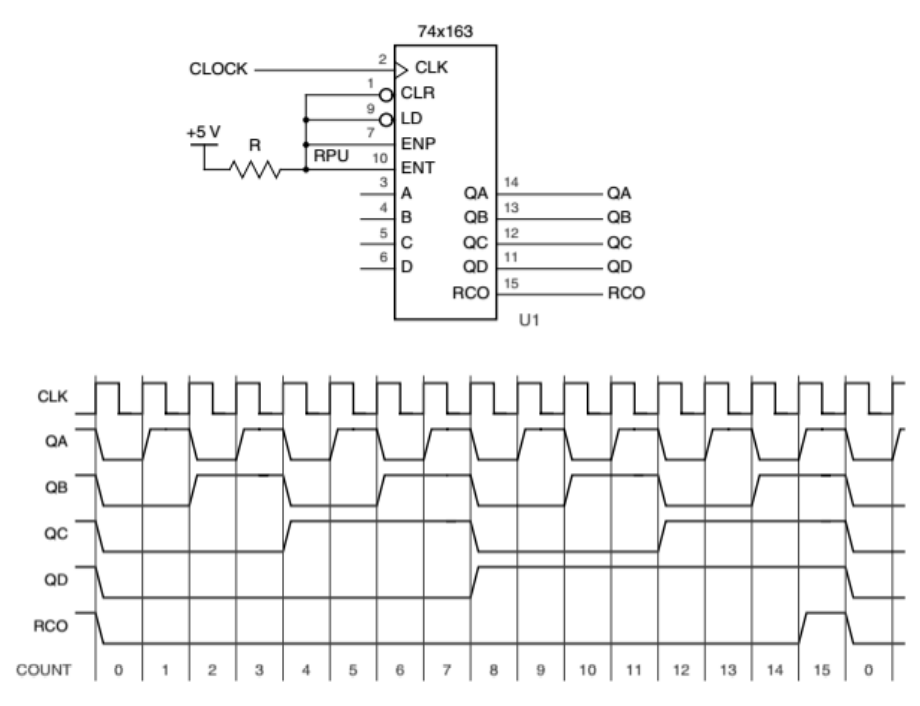 74x163
CLOCK 2 CLK
1 CLR
9 LD
+5 V R 7 ENP
RPU 10 ENT
3 A QA 14 QA
4 B QB 13 QB
5 C QC 12 QC
6 D QD 11 QD
RCO 15 RCO
U1
CLK
QA
QB
QC
QD
RCO
COUNT 0 1 2 3 4 5 6 7 8 9 10 11 12 13 14 15 0